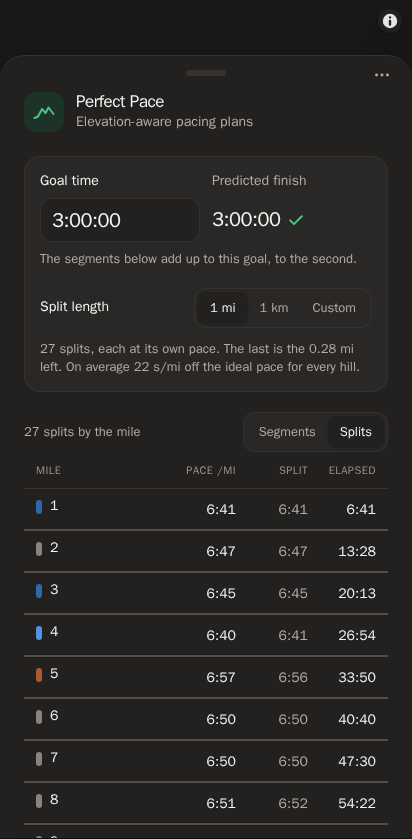 Perfect Pace
Elevation-aware pacing plans
Goal time Predicted finish
3:00:00 3:00:00
The segments below add up to this goal, to the second.
Split length 1 mi 1 km Custom
27 splits, each at its own pace. The last is the 0.28 mi
left. On average 22 s/mi off the ideal pace for every hill.
27 splits by the mile Segments Splits
MILE PACE /MI SPLIT ELAPSED
1 6:41 6:41 6:41
2 6:47 6:47 13:28
3 6:45 6:45 20:13
4 6:40 6:41 26:54
5 6:57 6:56 33:50
6 6:50 6:50 40:40
7 6:50 6:50 47:30
8 6:51 6:52 54:22